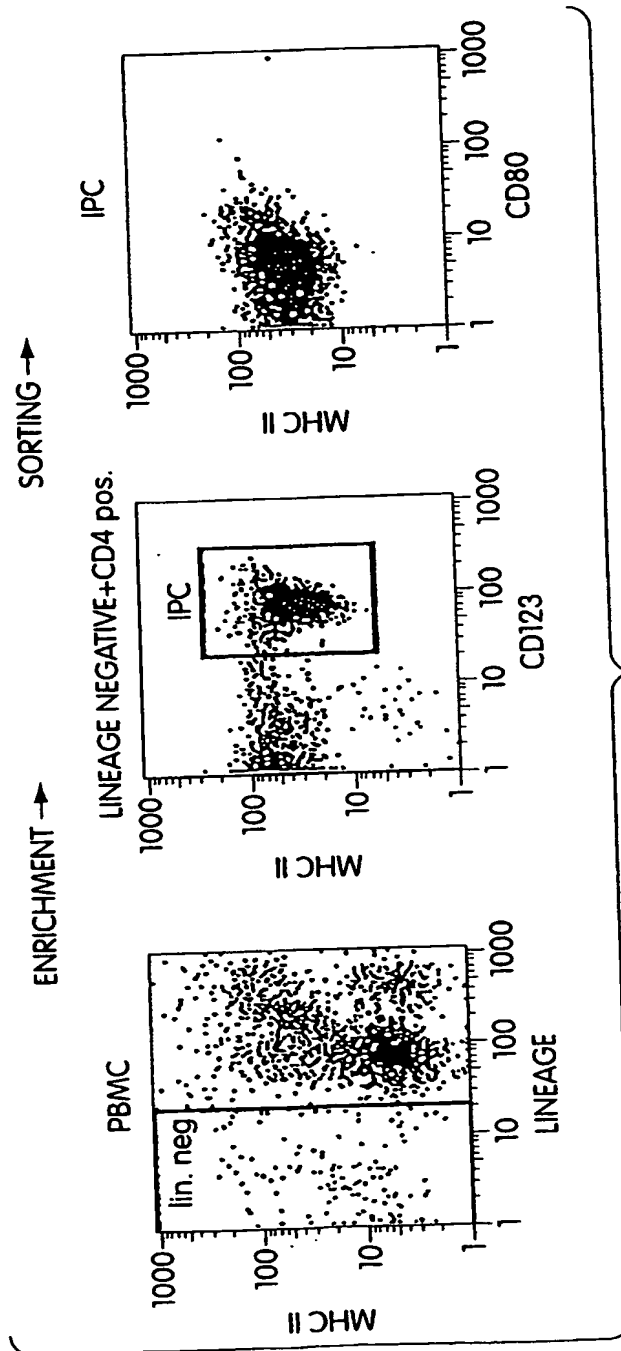 ENRICHMENT →
SORTING →
PBMC
lin. neg
MHC II
1000
100
10
1
1
10
100
1000
LINEAGE
LINEAGE NEGATIVE+CD4 pos.
IPC
MHC II
1000
100
10
1
1
10
100
1000
CD123
IPC
MHC II
1000
100
10
1
1
10
100
1000
CD80